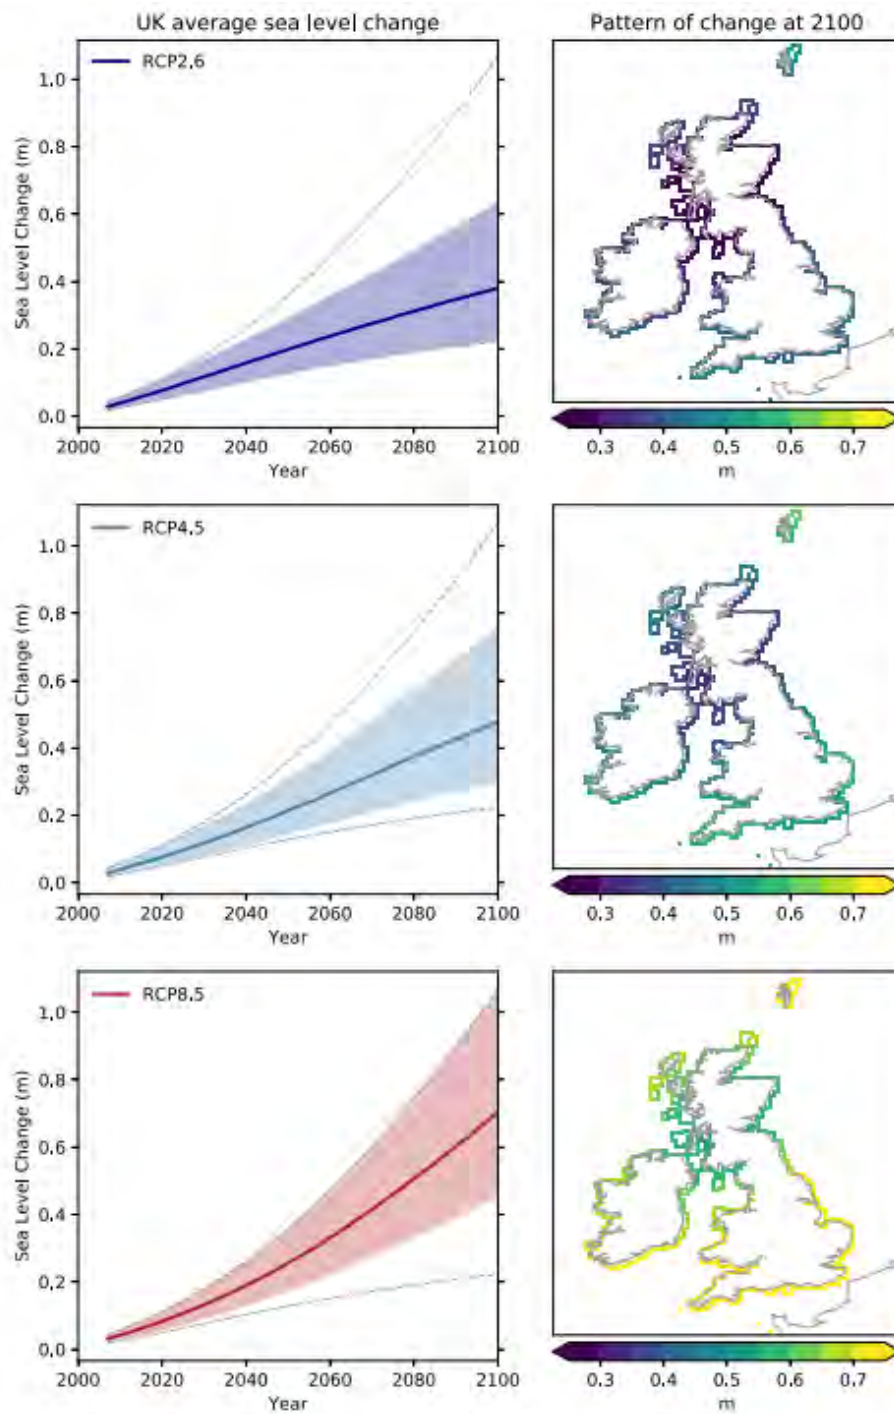 UK average sea level change
Pattern of change at 2100
RCP2.6
1.0
0.8
0.6
0.4
0.2
0.0
Sea Level Change (m)
2000 2020 2040 2060 2080 2100
Year
0.3 0.4 0.5 0.6 0.7
m
RCP4.5
1.0
0.8
0.6
0.4
0.2
0.0
Sea Level Change (m)
2000 2020 2040 2060 2080 2100
Year
0.3 0.4 0.5 0.6 0.7
m
RCP8.5
1.0
0.8
0.6
0.4
0.2
0.0
Sea Level Change (m)
2000 2020 2040 2060 2080 2100
Year
0.3 0.4 0.5 0.6 0.7
m